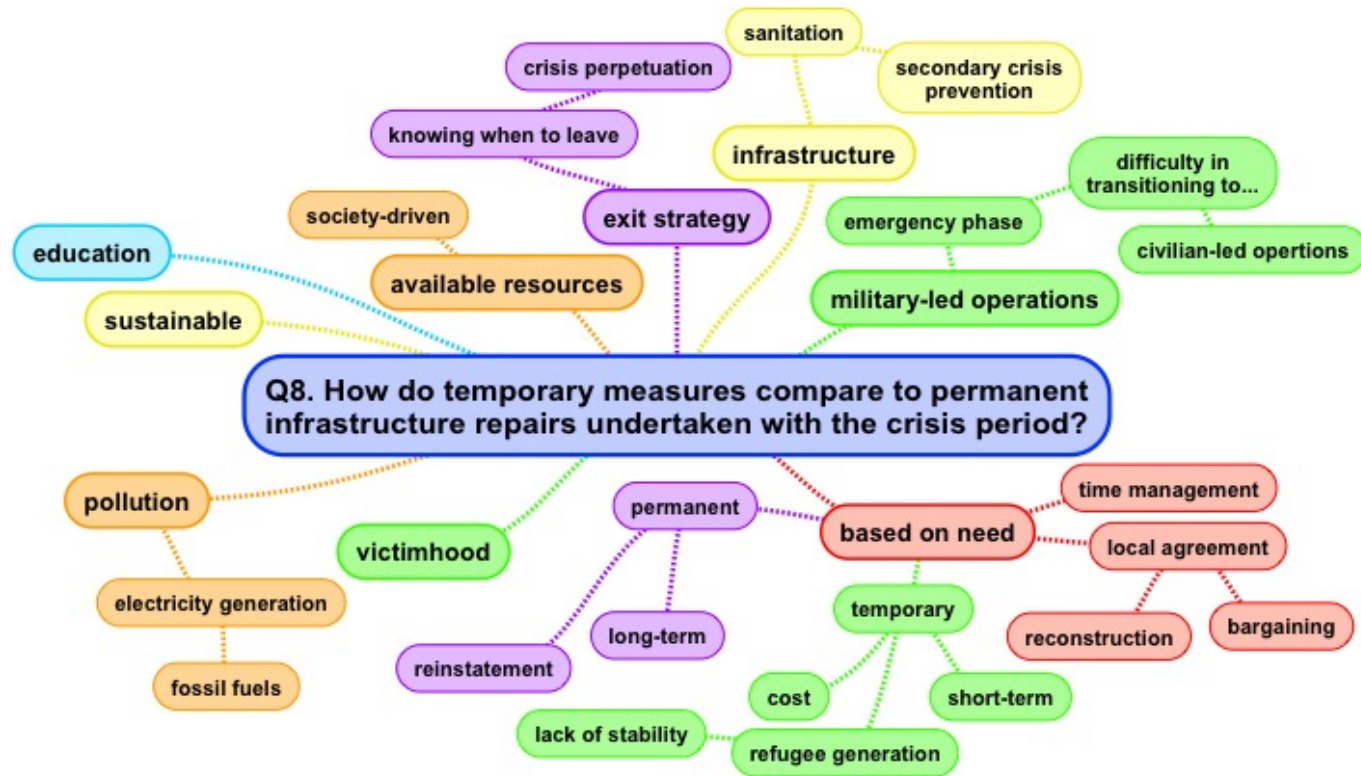 sanitation
crisis perpetuation
secondary crisis
prevention
knowing when to leave
infrastructure
difficulty in
transitioning to...
society-driven
exit strategy
emergency phase
education
civilian-led opertions
available resources
military-led operations
sustainable
Q8. How do temporary measures compare to permanent
infrastructure repairs undertaken with the crisis period?
pollution
permanent
time management
victimhood
based on need
local agreement
electricity generation
temporary
long-term
reconstruction
bargaining
reinstatement
fossil fuels
cost
short-term
lack of stability
refugee generation